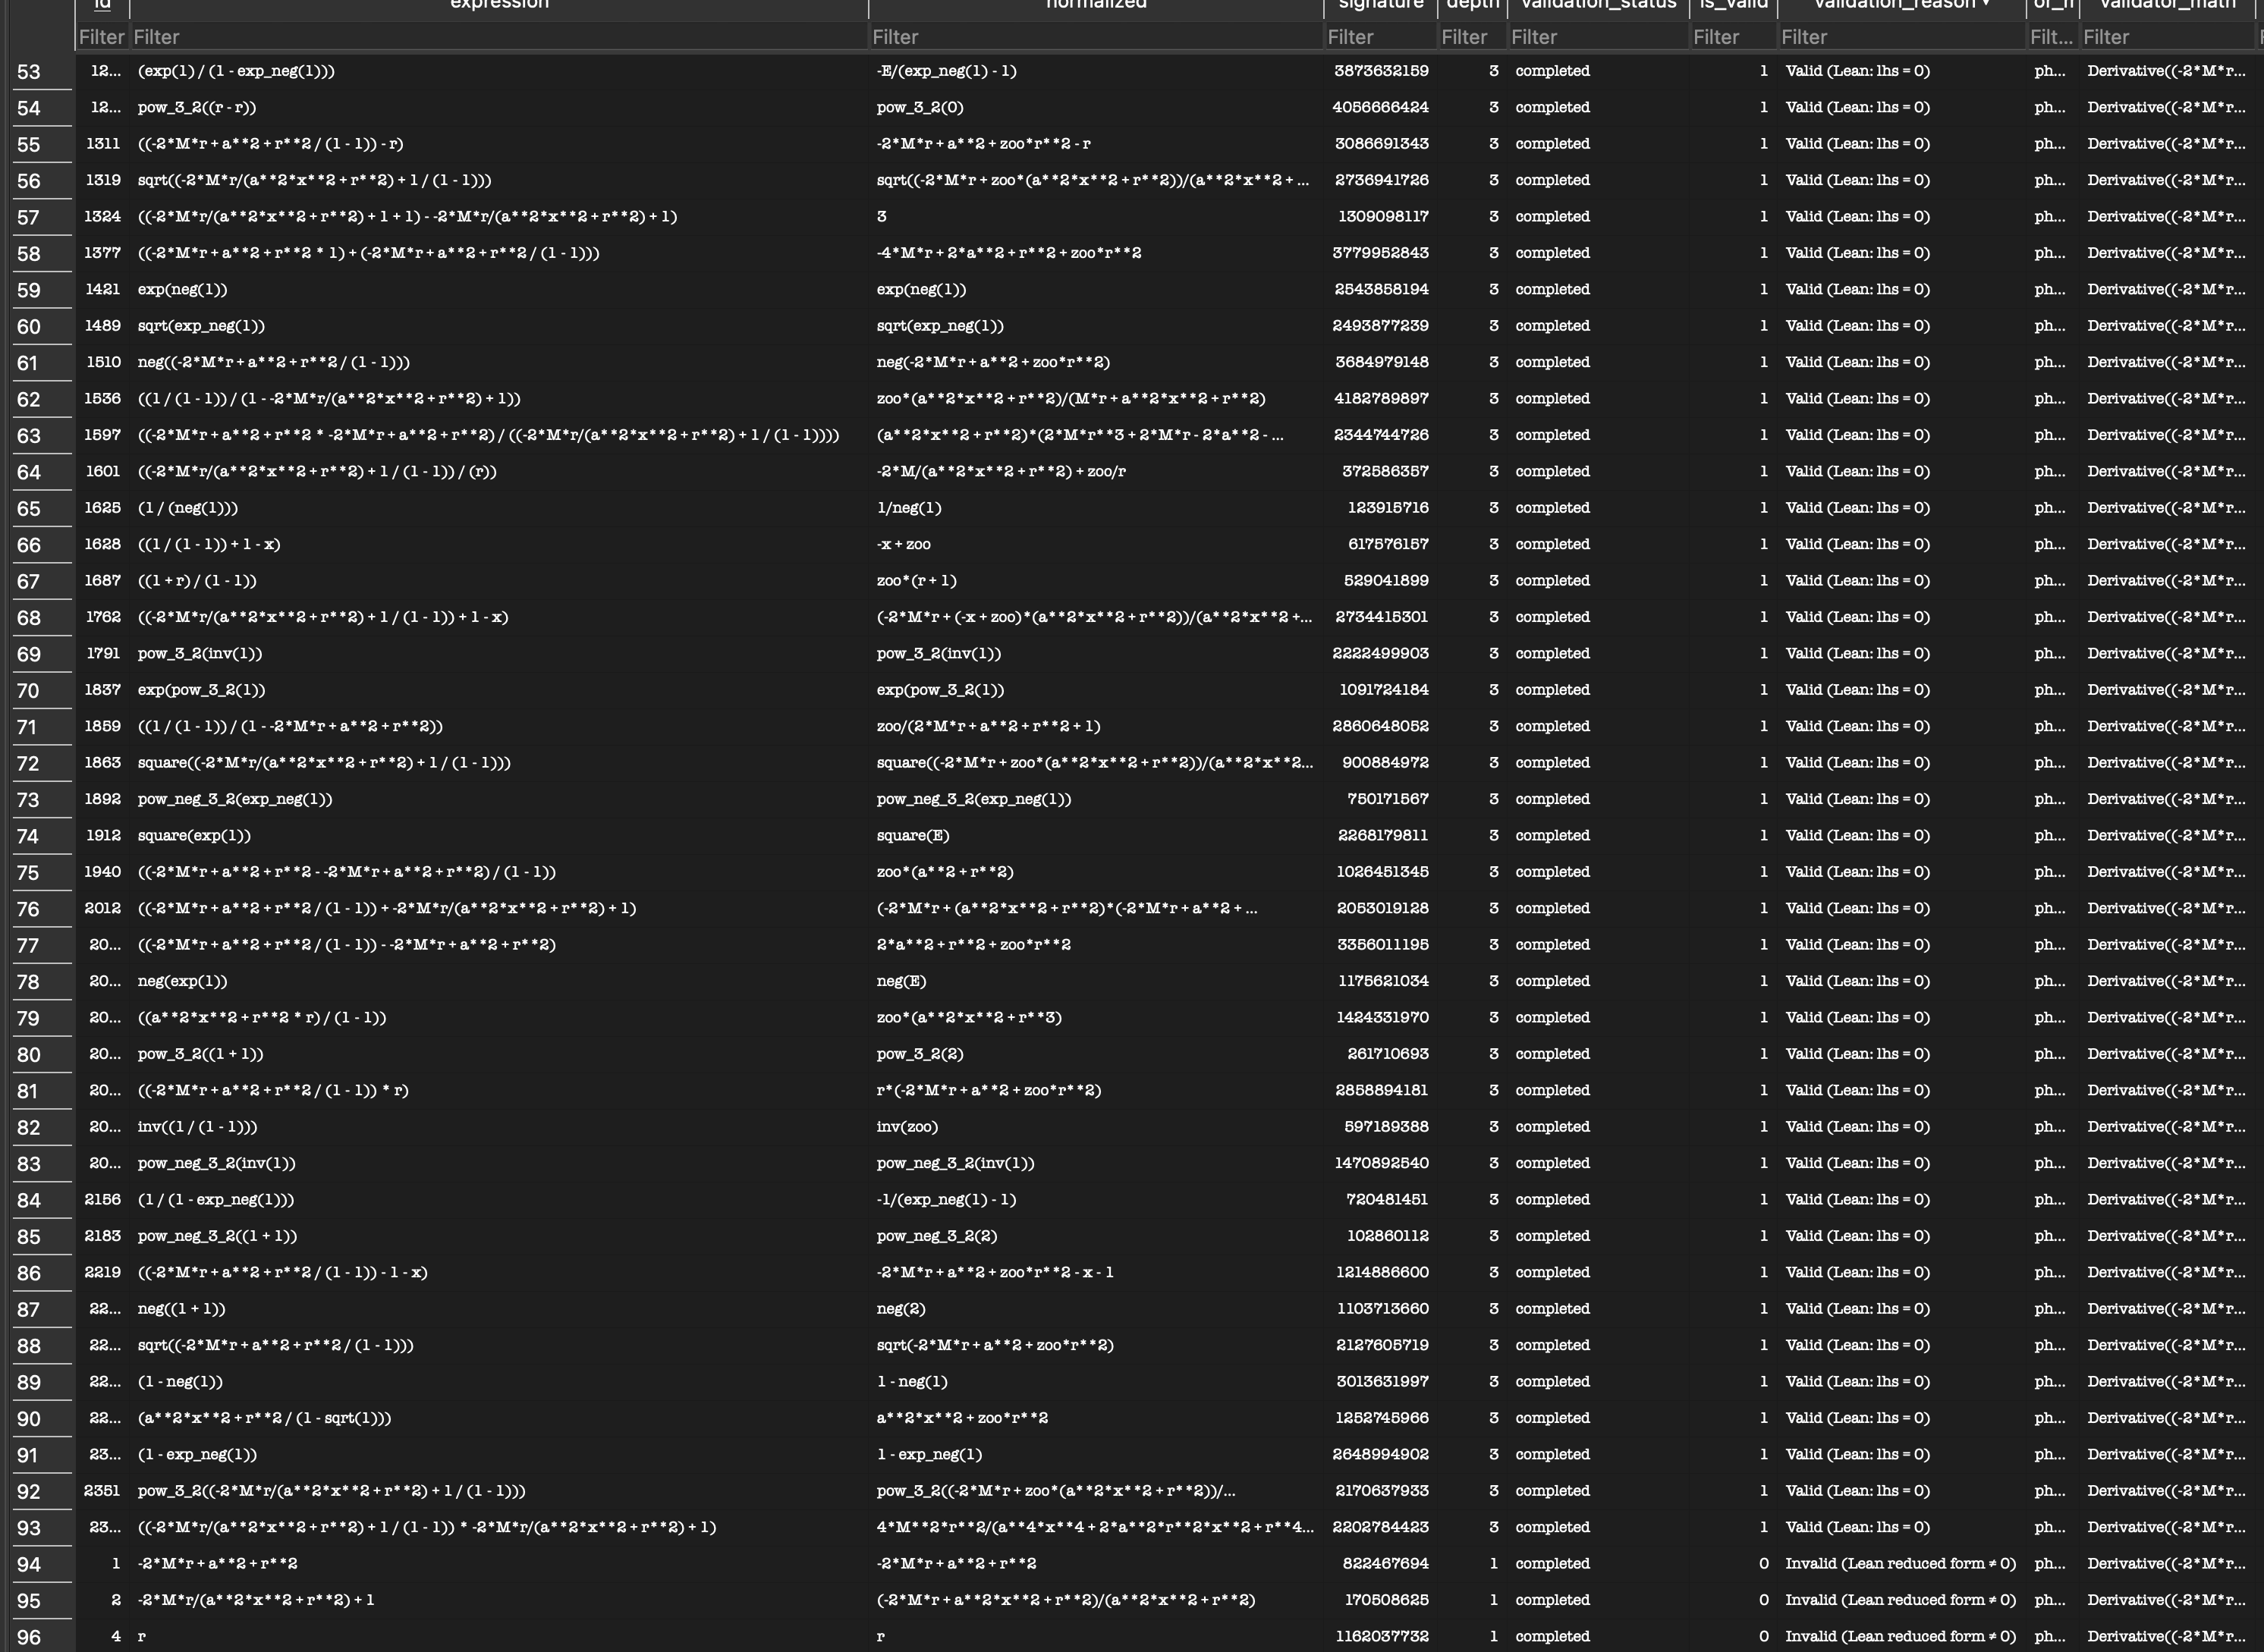 id expression normalized signature depth validation_status is_valid validation_reason validator_math
Filter Filter Filter Filter Filter Filter Filter Filter Filt... Filter
53 12... (exp(1) / (1 - exp_neg(1))) -E/(exp_neg(1) - 1) 3873632159 3 completed 1 Valid (Lean: lhs = 0) ph... Derivative((-2*M*r...
54 12... pow_3_2((r - r)) pow_3_2(0) 4056666424 3 completed 1 Valid (Lean: lhs = 0) ph... Derivative((-2*M*r...
55 1311 ((-2*M*r + a**2 + r**2 / (1 - 1)) - r) -2*M*r + a**2 + zoo*r**2 - r 3086691343 3 completed 1 Valid (Lean: lhs = 0) ph... Derivative((-2*M*r...
56 1319 sqrt((-2*M*r/(a**2*x**2 + r**2) + 1 / (1 - 1))) sqrt((-2*M*r + zoo*(a**2*x**2 + r**2))/(a**2*x**2 + ... 2736941726 3 completed 1 Valid (Lean: lhs = 0) ph... Derivative((-2*M*r...
57 1324 ((-2*M*r/(a**2*x**2 + r**2) + 1 + 1) - -2*M*r/(a**2*x**2 + r**2) + 1) 3 1309098117 3 completed 1 Valid (Lean: lhs = 0) ph... Derivative((-2*M*r...
58 1377 ((-2*M*r + a**2 + r**2 * 1) + (-2*M*r + a**2 + r**2 / (1 - 1))) -4*M*r + 2*a**2 + r**2 + zoo*r**2 3779952843 3 completed 1 Valid (Lean: lhs = 0) ph... Derivative((-2*M*r...
59 1421 exp(neg(1)) exp(neg(1)) 2543858194 3 completed 1 Valid (Lean: lhs = 0) ph... Derivative((-2*M*r...
60 1489 sqrt(exp_neg(1)) sqrt(exp_neg(1)) 2493877239 3 completed 1 Valid (Lean: lhs = 0) ph... Derivative((-2*M*r...
61 1510 neg((-2*M*r + a**2 + r**2 / (1 - 1))) neg(-2*M*r + a**2 + zoo*r**2) 3684979148 3 completed 1 Valid (Lean: lhs = 0) ph... Derivative((-2*M*r...
62 1536 ((1 / (1 - 1)) / (1 - -2*M*r/(a**2*x**2 + r**2) + 1)) zoo*(a**2*x**2 + r**2)/(M*r + a**2*x**2 + r**2) 4182789897 3 completed 1 Valid (Lean: lhs = 0) ph... Derivative((-2*M*r...
63 1597 ((-2*M*r + a**2 + r**2 * -2*M*r + a**2 + r**2) / ((-2*M*r/(a**2*x**2 + r**2) + 1 / (1 - 1)))) (a**2*x**2 + r**2)*(2*M*r**3 + 2*M*r - 2*a**2 - ... 2344744726 3 completed 1 Valid (Lean: lhs = 0) ph... Derivative((-2*M*r...
64 1601 ((-2*M*r/(a**2*x**2 + r**2) + 1 / (1 - 1)) / (r)) -2*M/(a**2*x**2 + r**2) + zoo/r 372586357 3 completed 1 Valid (Lean: lhs = 0) ph... Derivative((-2*M*r...
65 1625 (1 / (neg(1))) 1/neg(1) 123915716 3 completed 1 Valid (Lean: lhs = 0) ph... Derivative((-2*M*r...
66 1628 ((1 / (1 - 1)) + 1 - x) -x + zoo 617576157 3 completed 1 Valid (Lean: lhs = 0) ph... Derivative((-2*M*r...
67 1687 ((1 + r) / (1 - 1)) zoo*(r + 1) 529041899 3 completed 1 Valid (Lean: lhs = 0) ph... Derivative((-2*M*r...
68 1762 ((-2*M*r/(a**2*x**2 + r**2) + 1 / (1 - 1)) + 1 - x) (-2*M*r + (-x + zoo)*(a**2*x**2 + r**2))/(a**2*x**2 +... 2734415301 3 completed 1 Valid (Lean: lhs = 0) ph... Derivative((-2*M*r...
69 1791 pow_3_2(inv(1)) pow_3_2(inv(1)) 2222499903 3 completed 1 Valid (Lean: lhs = 0) ph... Derivative((-2*M*r...
70 1837 exp(pow_3_2(1)) exp(pow_3_2(1)) 1091724184 3 completed 1 Valid (Lean: lhs = 0) ph... Derivative((-2*M*r...
71 1859 ((1 / (1 - 1)) / (1 - -2*M*r + a**2 + r**2)) zoo/(2*M*r + a**2 + r**2 + 1) 2860648052 3 completed 1 Valid (Lean: lhs = 0) ph... Derivative((-2*M*r...
72 1863 square((-2*M*r/(a**2*x**2 + r**2) + 1 / (1 - 1))) square((-2*M*r + zoo*(a**2*x**2 + r**2))/(a**2*x**2... 900884972 3 completed 1 Valid (Lean: lhs = 0) ph... Derivative((-2*M*r...
73 1892 pow_neg_3_2(exp_neg(1)) pow_neg_3_2(exp_neg(1)) 750171567 3 completed 1 Valid (Lean: lhs = 0) ph... Derivative((-2*M*r...
74 1912 square(exp(1)) square(E) 2268179811 3 completed 1 Valid (Lean: lhs = 0) ph... Derivative((-2*M*r...
75 1940 ((-2*M*r + a**2 + r**2 - -2*M*r + a**2 + r**2) / (1 - 1)) zoo*(a**2 + r**2) 1026451345 3 completed 1 Valid (Lean: lhs = 0) ph... Derivative((-2*M*r...
76 2012 ((-2*M*r + a**2 + r**2 / (1 - 1)) + -2*M*r/(a**2*x**2 + r**2) + 1) (-2*M*r + (a**2*x**2 + r**2)*(-2*M*r + a**2 + ... 2053019128 3 completed 1 Valid (Lean: lhs = 0) ph... Derivative((-2*M*r...
77 20... ((-2*M*r + a**2 + r**2 / (1 - 1)) - -2*M*r + a**2 + r**2) 2*a**2 + r**2 + zoo*r**2 3356011195 3 completed 1 Valid (Lean: lhs = 0) ph... Derivative((-2*M*r...
78 20... neg(exp(1)) neg(E) 1175621034 3 completed 1 Valid (Lean: lhs = 0) ph... Derivative((-2*M*r...
79 20... ((a**2*x**2 + r**2 * r) / (1 - 1)) zoo*(a**2*x**2 + r**3) 1424331970 3 completed 1 Valid (Lean: lhs = 0) ph... Derivative((-2*M*r...
80 20... pow_3_2((1 + 1)) pow_3_2(2) 261710693 3 completed 1 Valid (Lean: lhs = 0) ph... Derivative((-2*M*r...
81 20... ((-2*M*r + a**2 + r**2 / (1 - 1)) * r) r*(-2*M*r + a**2 + zoo*r**2) 2858894181 3 completed 1 Valid (Lean: lhs = 0) ph... Derivative((-2*M*r...
82 20... inv((1 / (1 - 1))) inv(zoo) 597189388 3 completed 1 Valid (Lean: lhs = 0) ph... Derivative((-2*M*r...
83 20... pow_neg_3_2(inv(1)) pow_neg_3_2(inv(1)) 1470892540 3 completed 1 Valid (Lean: lhs = 0) ph... Derivative((-2*M*r...
84 2156 (1 / (1 - exp_neg(1))) -1/(exp_neg(1) - 1) 720481451 3 completed 1 Valid (Lean: lhs = 0) ph... Derivative((-2*M*r...
85 2183 pow_neg_3_2((1 + 1)) pow_neg_3_2(2) 102860112 3 completed 1 Valid (Lean: lhs = 0) ph... Derivative((-2*M*r...
86 2219 ((-2*M*r + a**2 + r**2 / (1 - 1)) - 1 - x) -2*M*r + a**2 + zoo*r**2 - x - 1 1214886600 3 completed 1 Valid (Lean: lhs = 0) ph... Derivative((-2*M*r...
87 22... neg((1 + 1)) neg(2) 1103713660 3 completed 1 Valid (Lean: lhs = 0) ph... Derivative((-2*M*r...
88 22... sqrt((-2*M*r + a**2 + r**2 / (1 - 1))) sqrt(-2*M*r + a**2 + zoo*r**2) 2127605719 3 completed 1 Valid (Lean: lhs = 0) ph... Derivative((-2*M*r...
89 22... (1 - neg(1)) 1 - neg(1) 3013631997 3 completed 1 Valid (Lean: lhs = 0) ph... Derivative((-2*M*r...
90 22... (a**2*x**2 + r**2 / (1 - sqrt(1))) a**2*x**2 + zoo*r**2 1252745966 3 completed 1 Valid (Lean: lhs = 0) ph... Derivative((-2*M*r...
91 23... (1 - exp_neg(1)) 1 - exp_neg(1) 2648994902 3 completed 1 Valid (Lean: lhs = 0) ph... Derivative((-2*M*r...
92 2351 pow_3_2((-2*M*r/(a**2*x**2 + r**2) + 1 / (1 - 1))) pow_3_2((-2*M*r + zoo*(a**2*x**2 + r**2))/... 2170637933 3 completed 1 Valid (Lean: lhs = 0) ph... Derivative((-2*M*r...
93 23... ((-2*M*r/(a**2*x**2 + r**2) + 1 / (1 - 1)) * -2*M*r/(a**2*x**2 + r**2) + 1) 4*M**2*r**2/(a**4*x**4 + 2*a**2*r**2*x**2 + r**4... 2202784423 3 completed 1 Valid (Lean: lhs = 0) ph... Derivative((-2*M*r...
94 1 -2*M*r + a**2 + r**2 -2*M*r + a**2 + r**2 822467694 1 completed 0 Invalid (Lean reduced form ≠ 0) ph... Derivative((-2*M*r...
95 2 -2*M*r/(a**2*x**2 + r**2) + 1 (-2*M*r + a**2*x**2 + r**2)/(a**2*x**2 + r**2) 170508625 1 completed 0 Invalid (Lean reduced form ≠ 0) ph... Derivative((-2*M*r...
96 4 r r 1162037732 1 completed 0 Invalid (Lean reduced form ≠ 0) ph... Derivative((-2*M*r...